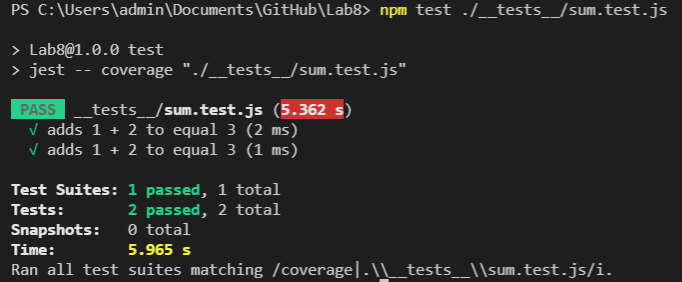 PS C:\Users\admin\Documents\GitHub\Lab8> npm test ./__tests__/sum.test.js
> Lab8@1.0.0 test
> jest -- coverage "./__tests__/sum.test.js"
PASS __tests__/sum.test.js (5.362 s)
√ adds 1 + 2 to equal 3 (2 ms)
√ adds 1 + 2 to equal 3 (1 ms)
Test Suites: 1 passed, 1 total
Tests: 2 passed, 2 total
Snapshots: 0 total
Time: 5.965 s
Ran all test suites matching /coverage|.\\__tests__\\sum.test.js/i.